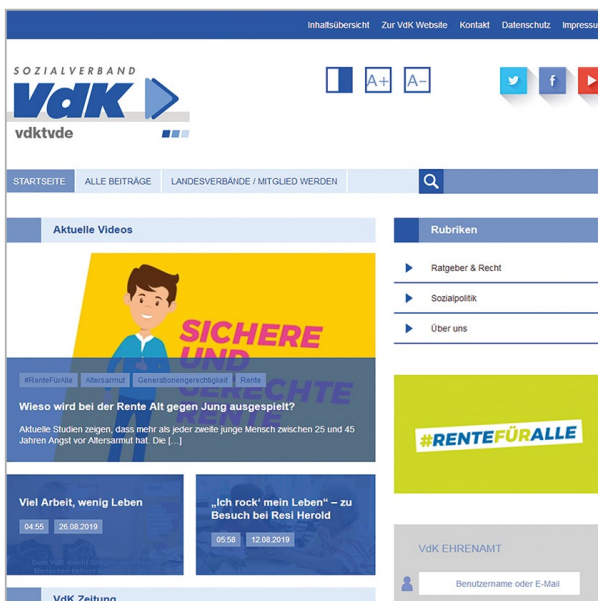 Inhaltsübersicht Zur VdK Website Kontakt Datenschutz Impressu
SOZIALVERBAND
VdK
vdktvde
A+ A-
STARTSEITE ALLE BEITRÄGE LANDESVERBÄNDE / MITGLIED WERDEN
Aktuelle Videos
SICHERE
UND
GERECHTE
RENTE
#RenteFürAlle Altersarmut Generationengerechtigkeit Rente
Wieso wird bei der Rente Alt gegen Jung ausgespielt?
Aktuelle Studien zeigen, dass mehr als jeder zweite junge Mensch zwischen 25 und 45
Jahren Angst vor Altersarmut hat. Die [...]
Viel Arbeit, wenig Leben
04:55 26.08.2019
„Ich rock‘ mein Leben“ – zu
Besuch bei Resi Herold
05:58 12.08.2019
VdK Zeitung
Rubriken
Ratgeber & Recht
Sozialpolitik
Über uns
#RENTEFÜRALLE
VdK EHRENAMT
Benutzername oder E-Mail